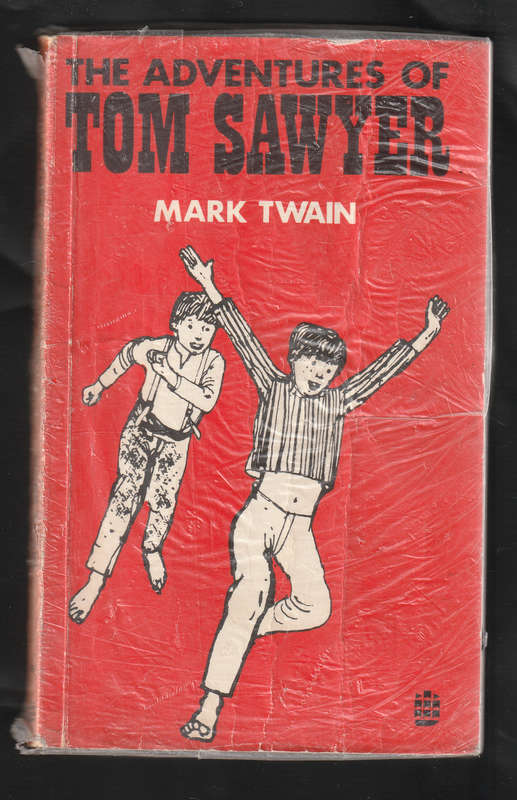 THE ADVENTURES OF
TOM SAWYER
MARK TWAIN